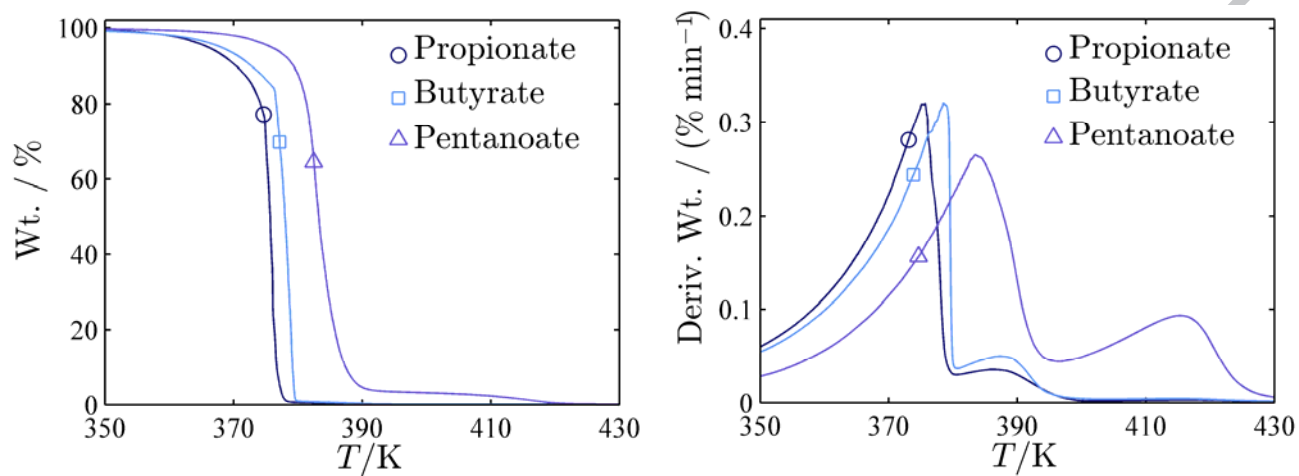 100
80
60
40
20
0
Wt. / %
Propionate
Butyrate
Pentanoate
350 370 390 410 430
T/K
0.4
0.3
0.2
0.1
0
Deriv. Wt. / (% min⁻¹)
Propionate
Butyrate
Pentanoate
350 370 390 410 430
T/K